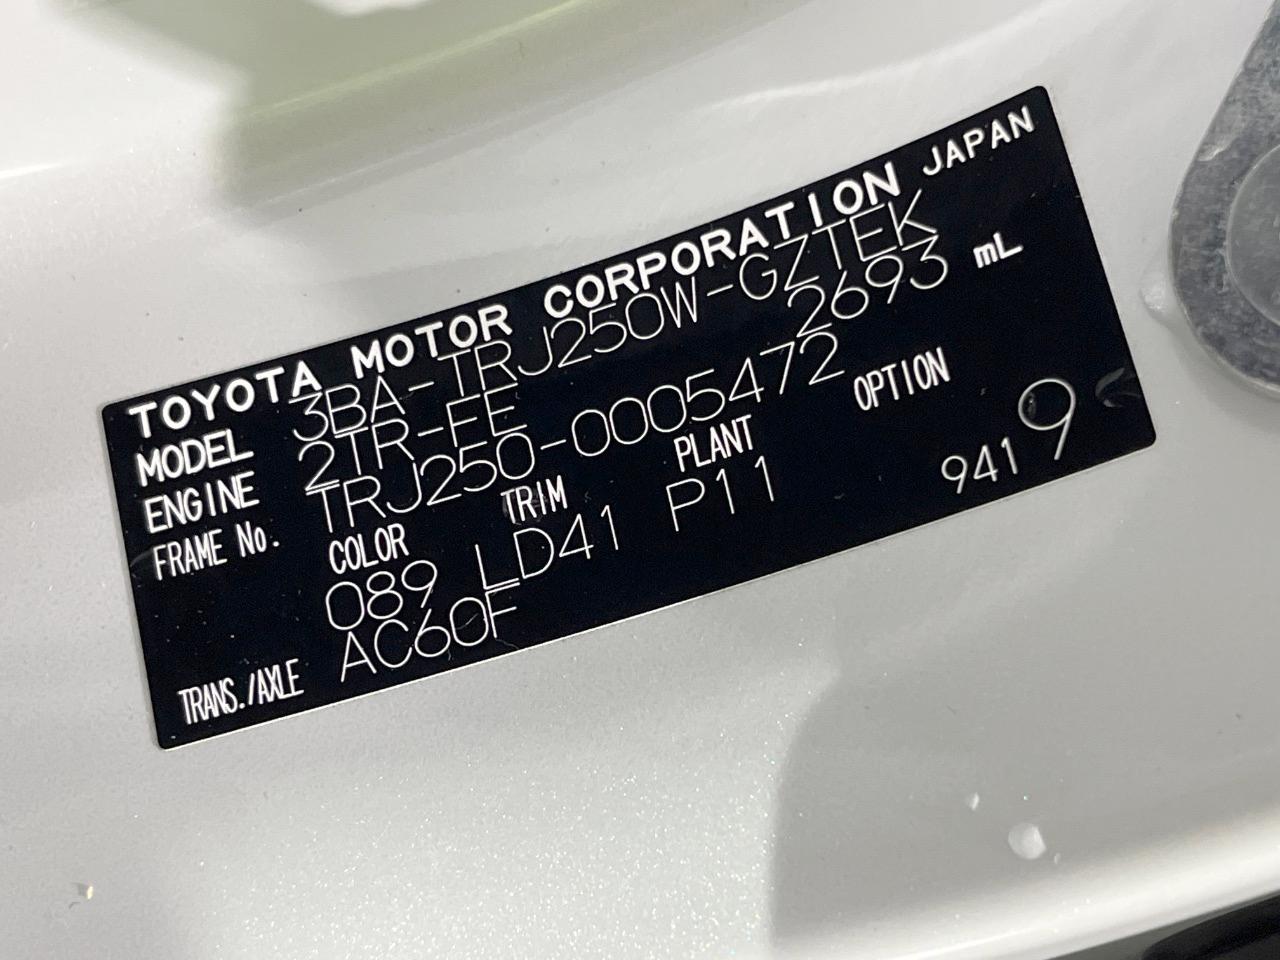 TOYOTA MOTOR CORPORATION JAPAN
MODEL 3BA-TRJ250W-GZTEK
ENGINE 2TR-FE 2693 mL
FRAME No. TRJ250-0005472
COLOR TRIM PLANT OPTION
089 LD41 P11 9419
TRANS./AXLE AC60F